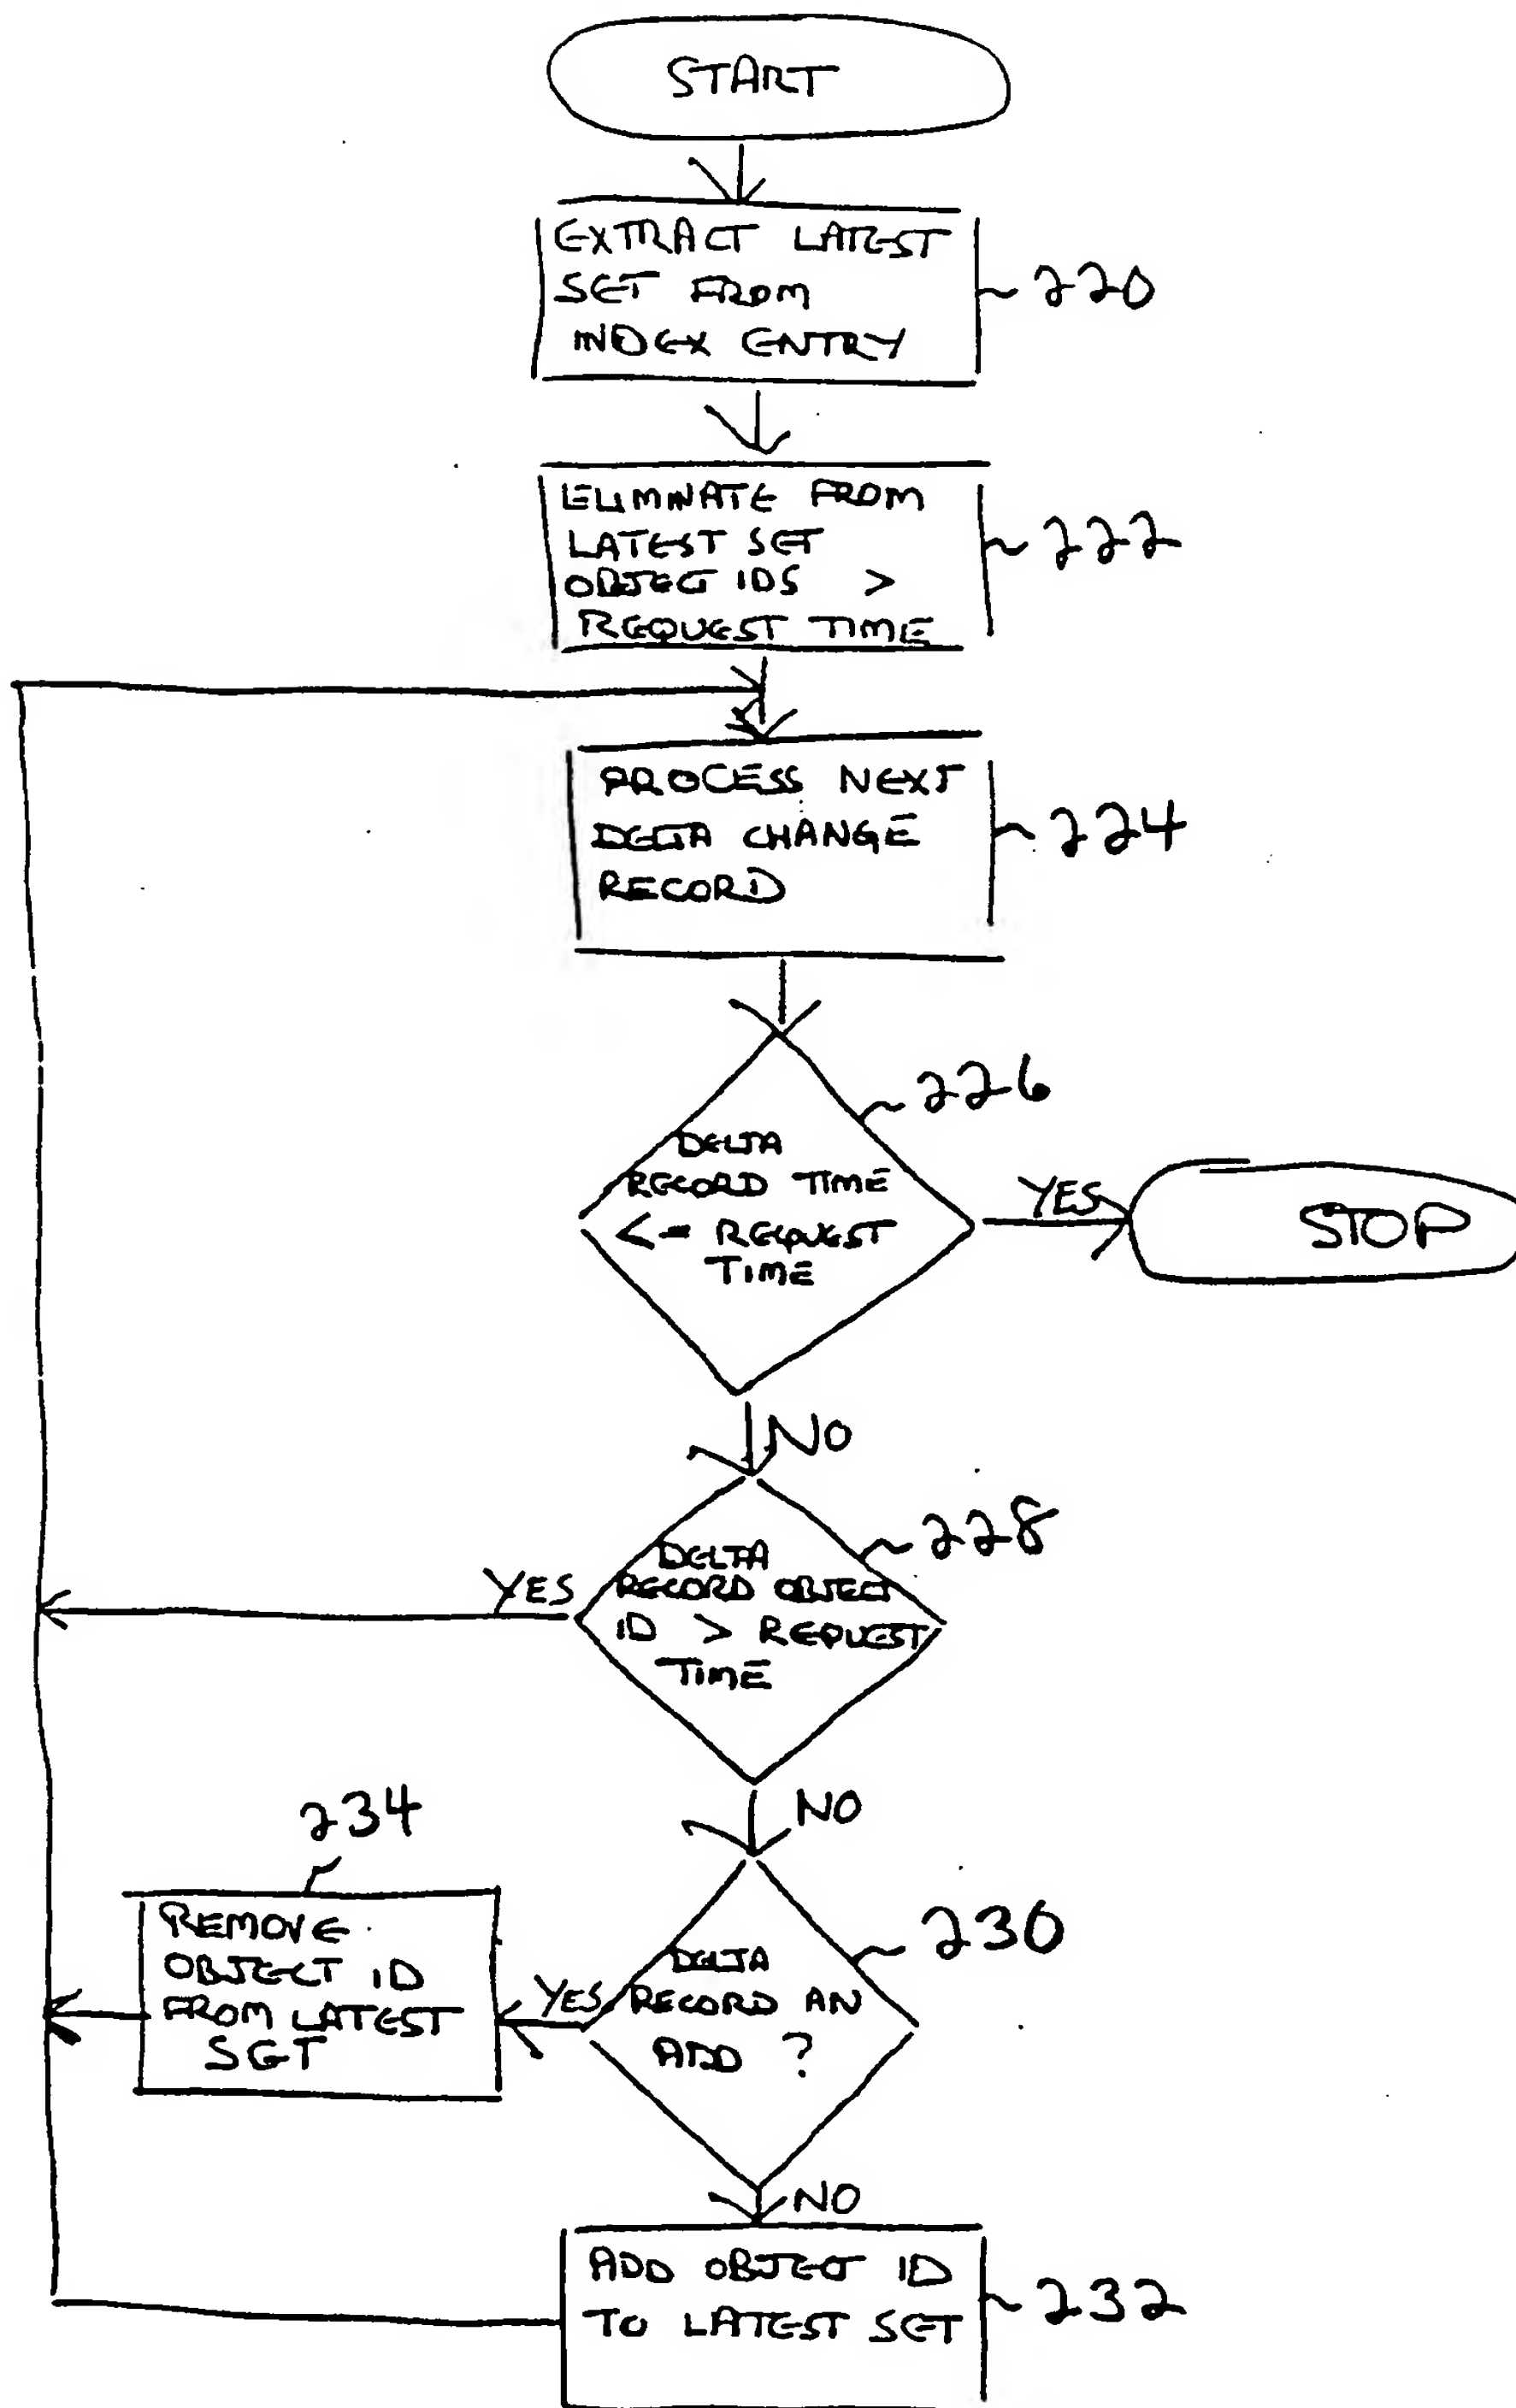 START
EXTRACT LATEST
SET FROM
INDEX ENTRY
220
ELIMINATE FROM
LATEST SET
OBJECT IDS >
REQUEST TIME
222
PROCESS NEXT
DELTA CHANGE
RECORD
224
226
DELTA
RECORD TIME
<= REQUEST
TIME
YES
STOP
NO
228
DELTA
RECORD OBJECT
ID > REQUEST
TIME
YES
NO
234
REMOVE
OBJECT ID
FROM LATEST
SET
YES
230
DELTA
RECORD AN
ADD ?
NO
ADD OBJECT ID
TO LATEST SET
232